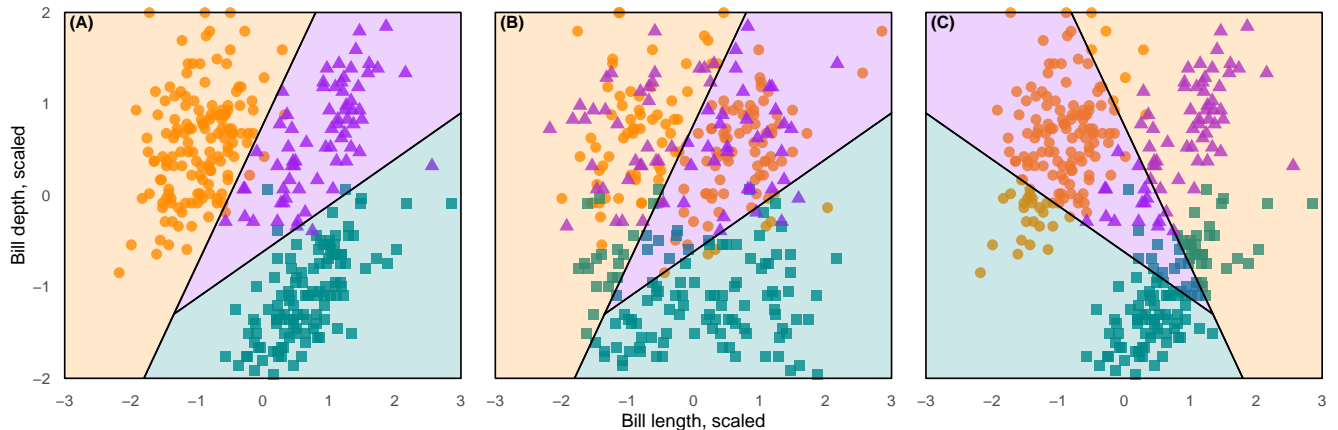 (A)
(B)
(C)
2
1
0
−1
−2
Bill depth, scaled
−3 −2 −1 0 1 2 3
−3 −2 −1 0 1 2 3
−3 −2 −1 0 1 2 3
Bill length, scaled